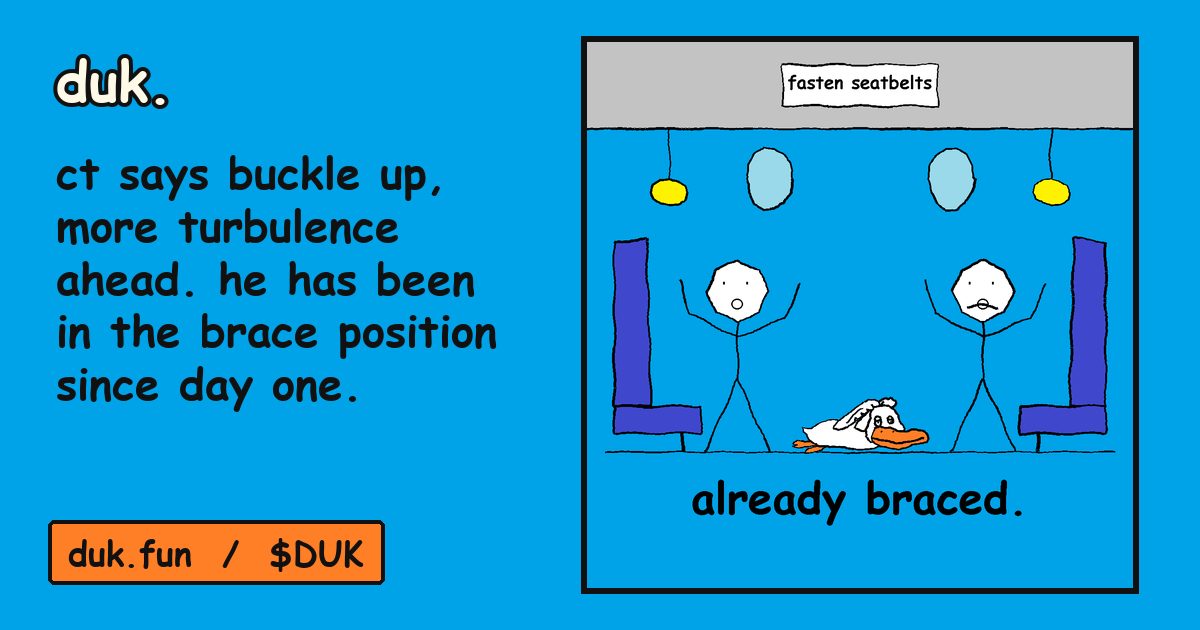 duk.
ct says buckle up,
more turbulence
ahead. he has been
in the brace position
since day one.
duk.fun / $DUK
fasten seatbelts
already braced.